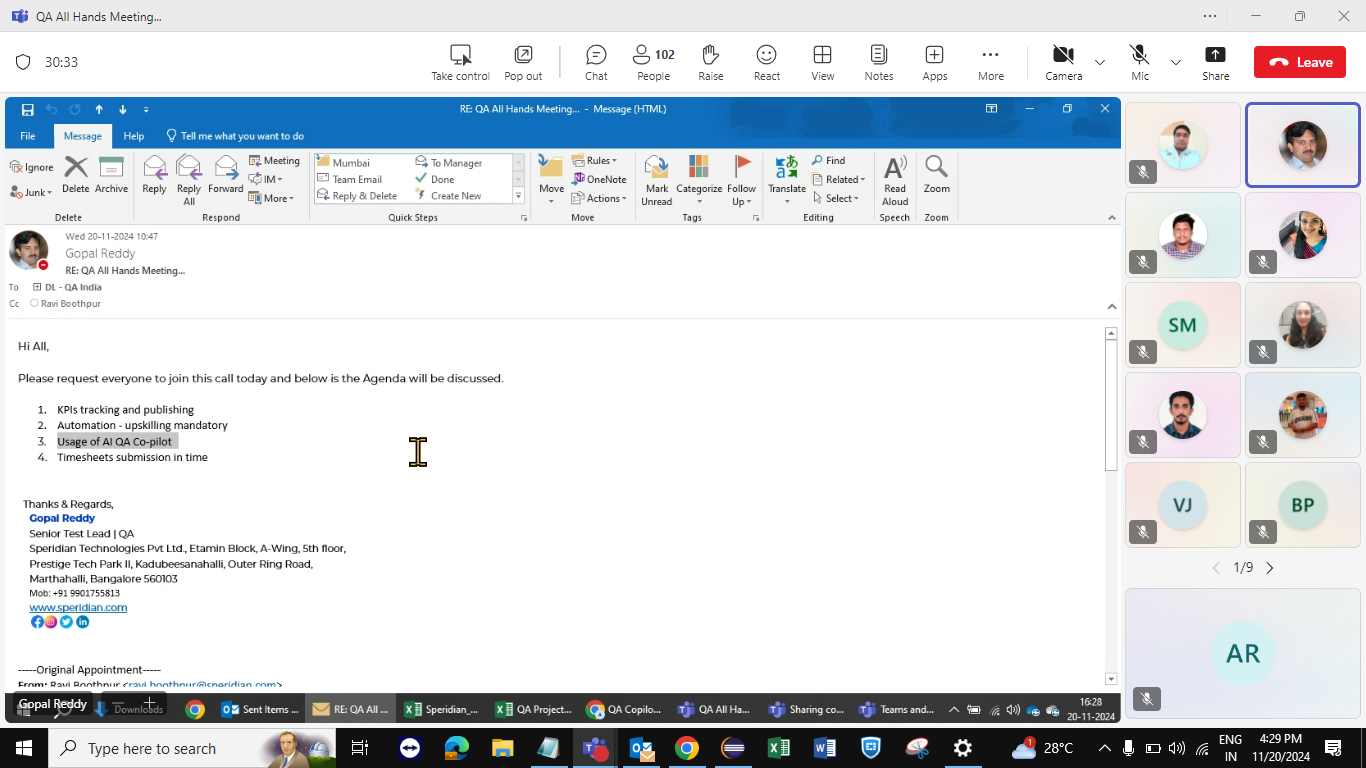 QA All Hands Meeting...
30:33
Take control
Pop out
Chat
102
People
Raise
React
View
Notes
Apps
More
Camera
Mic
Share
Leave
RE: QA All Hands Meeting... - Message (HTML)
File
Message
Help
Tell me what you want to do
Ignore
Junk
Delete
Archive
Delete
Reply
Reply All
Forward
Meeting
IM
More
Respond
Mumbai
Team Email
Reply & Delete
To Manager
Done
Create New
Quick Steps
Move
Rules
OneNote
Actions
Move
Mark Unread
Categorize
Follow Up
Tags
Translate
Find
Related
Select
Editing
Read Aloud
Speech
Zoom
Zoom
Wed 20-11-2024 10:47
Gopal Reddy
RE: QA All Hands Meeting...
To DL - QA India
Cc Ravi Boothpur
Hi All,
Please request everyone to join this call today and below is the Agenda will be discussed.
1. KPIs tracking and publishing
2. Automation - upskilling mandatory
3. Usage of AI QA Co-pilot
4. Timesheets submission in time
Thanks & Regards,
Gopal Reddy
Senior Test Lead | QA
Speridian Technologies Pvt Ltd., Etamin Block, A-Wing, 5th floor,
Prestige Tech Park II, Kadubeesanahalli, Outer Ring Road,
Marthahalli, Bangalore 560103
Mob: +91 9901755813
www.speridian.com
-----Original Appointment-----
From: Ravi Boothpur <ravi.boothpur@speridian.com>
Gopal Reddy
Downloads
Sent Items ...
RE: QA All ...
Speridian_...
QA Project...
QA Copilo...
QA All Ha...
Sharing co...
Teams and...
16:28
20-11-2024
SM
VJ
BP
1/9
AR
Type here to search
28°C
ENG
IN
4:29 PM
11/20/2024